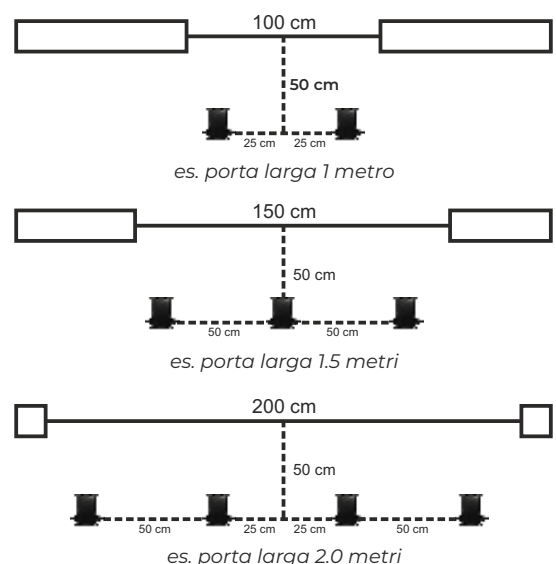 100 cm
50 cm
25 cm 25 cm
es. porta larga 1 metro
150 cm
50 cm
50 cm 50 cm
es. porta larga 1.5 metri
200 cm
50 cm
50 cm 25 cm 25 cm 50 cm
es. porta larga 2.0 metri